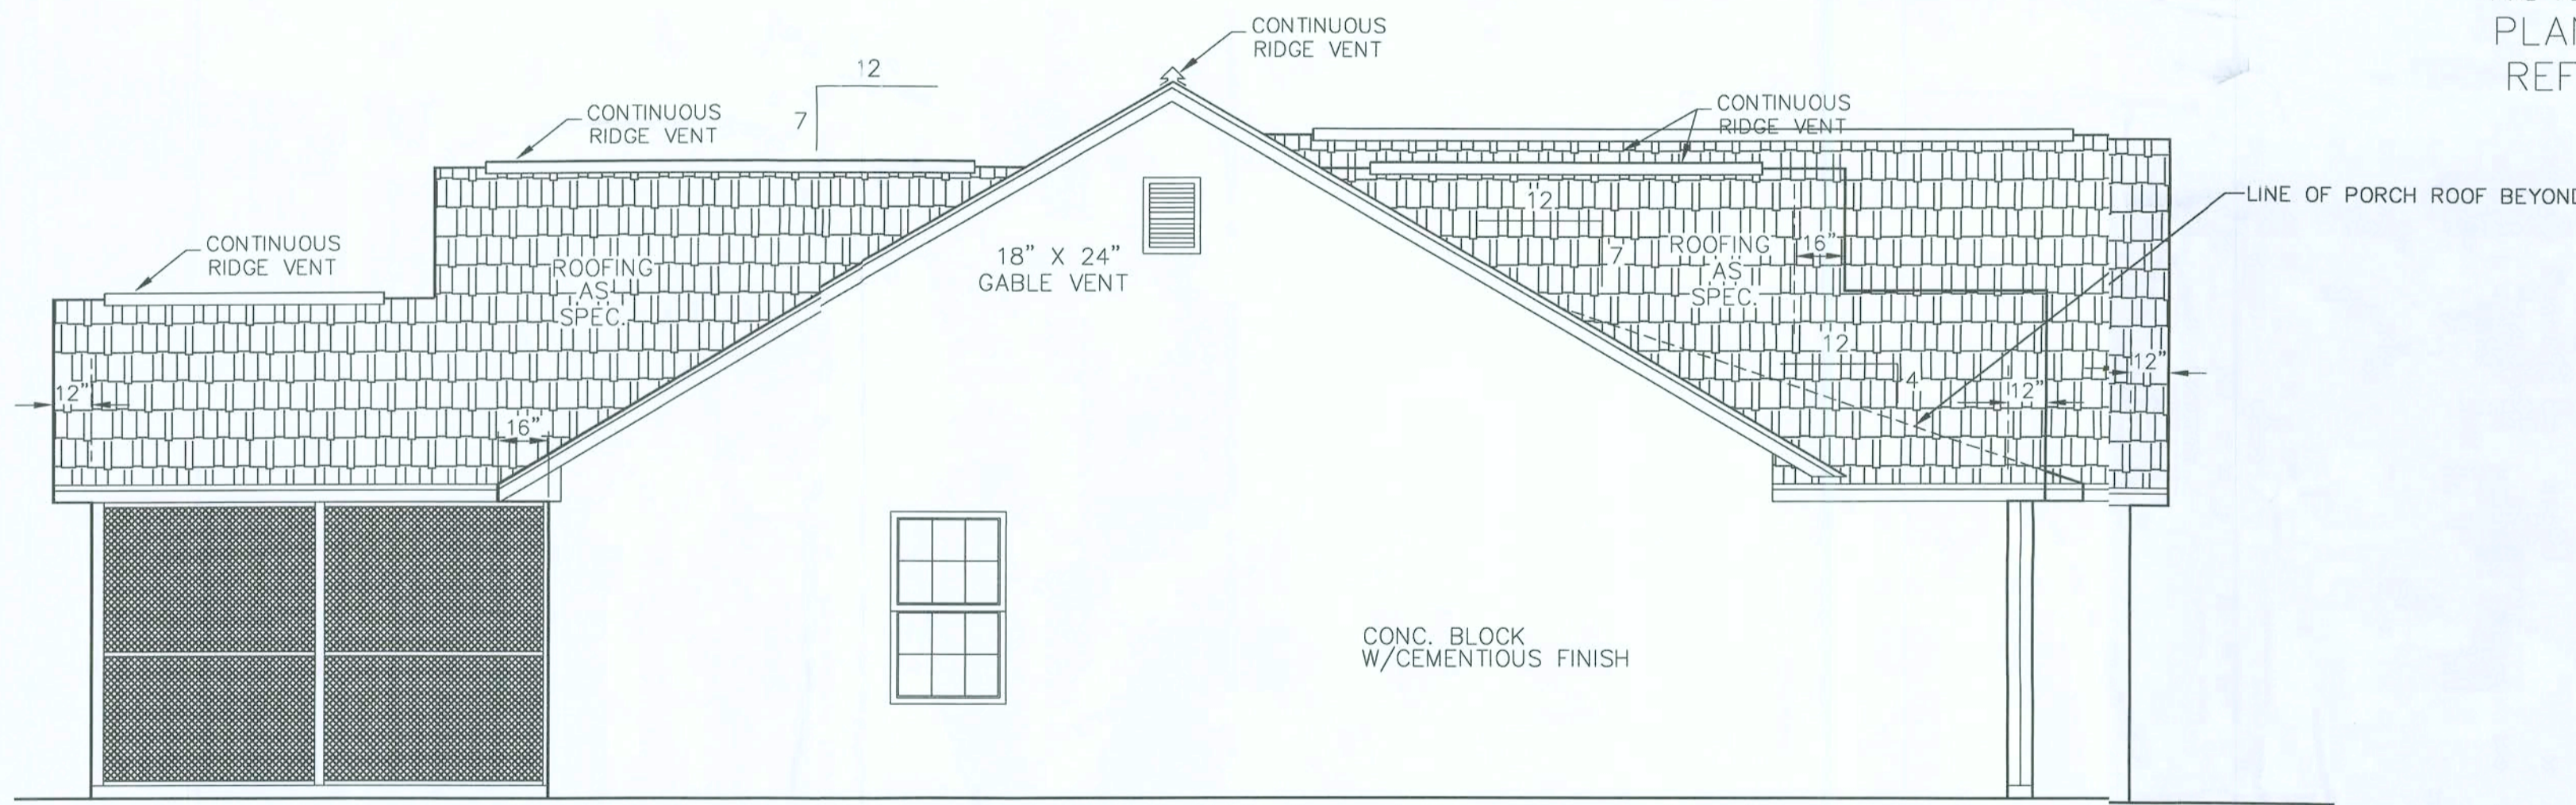 CONTINUOUS
RIDGE VENT
12
7
CONTINUOUS
RIDGE VENT
CONTINUOUS
RIDGE VENT
CONTINUOUS
RIDGE VENT
LINE OF PORCH ROOF BEYOND
ROOFING
AS
SPEC.
18" X 24"
GABLE VENT
12
7
ROOFING
AS
SPEC.
16"
12
4
12"
12"
12"
16"
CONC. BLOCK
W/CEMENTIOUS FINISH
PLAN
REF